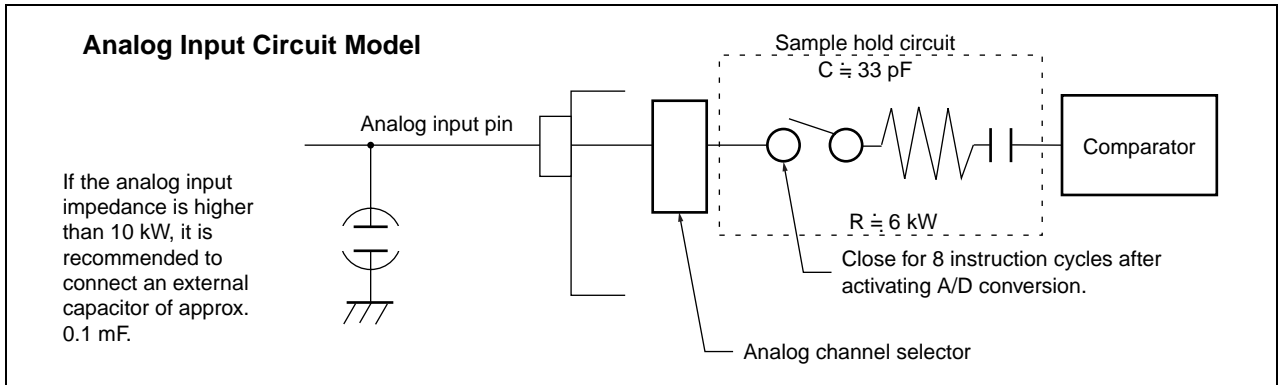 Analog Input Circuit Model
Sample hold circuit
C ≒ 33 pF
Analog input pin
Comparator
If the analog input
impedance is higher
than 10 kW, it is
recommended to
connect an external
capacitor of approx.
0.1 mF.
R ≒ 6 kW
Close for 8 instruction cycles after
activating A/D conversion.
Analog channel selector